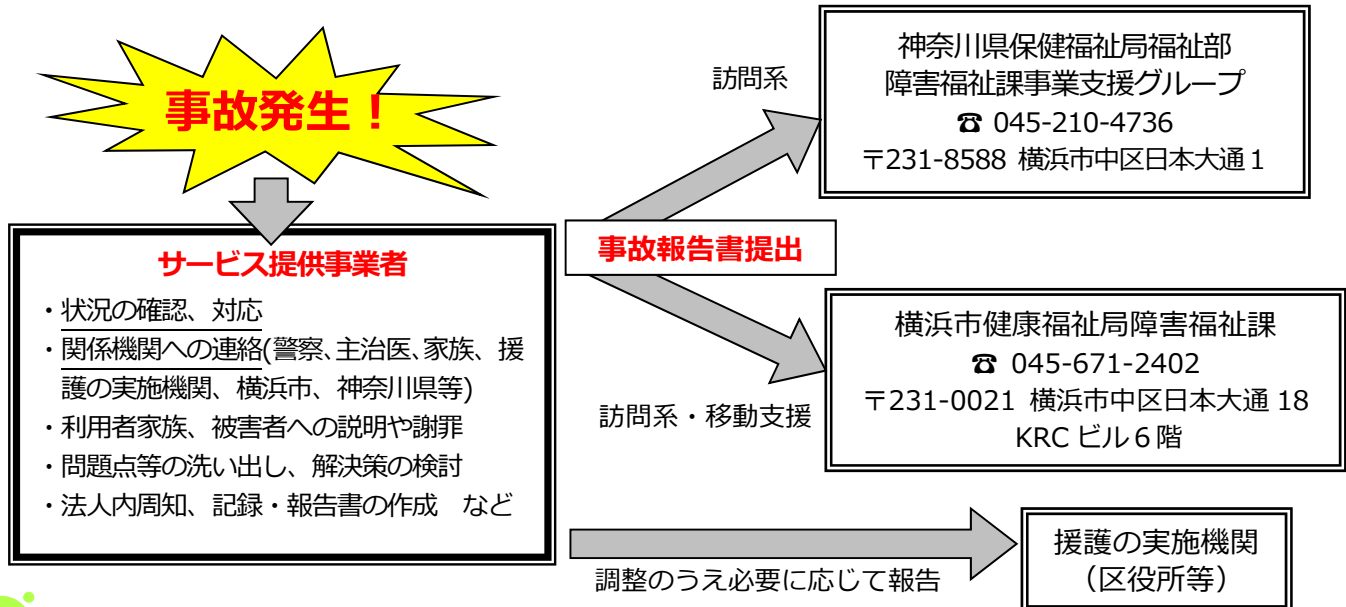 事故発生！
サービス提供事業者
・状況の確認、対応
・関係機関への連絡(警察、主治医、家族、援
護の実施機関、横浜市、神奈川県等)
・利用者家族、被害者への説明や謝罪
・問題点等の洗い出し、解決策の検討
・法人内周知、記録・報告書の作成　など
事故報告書提出
訪問系
神奈川県保健福祉局福祉部
障害福祉課事業支援グループ
☎ 045-210-4736
〒231-8588 横浜市中区日本大通１
訪問系・移動支援
横浜市健康福祉局障害福祉課
☎ 045-671-2402
〒231-0021 横浜市中区日本大通 18
KRC ビル６階
調整のうえ必要に応じて報告
援護の実施機関
（区役所等）